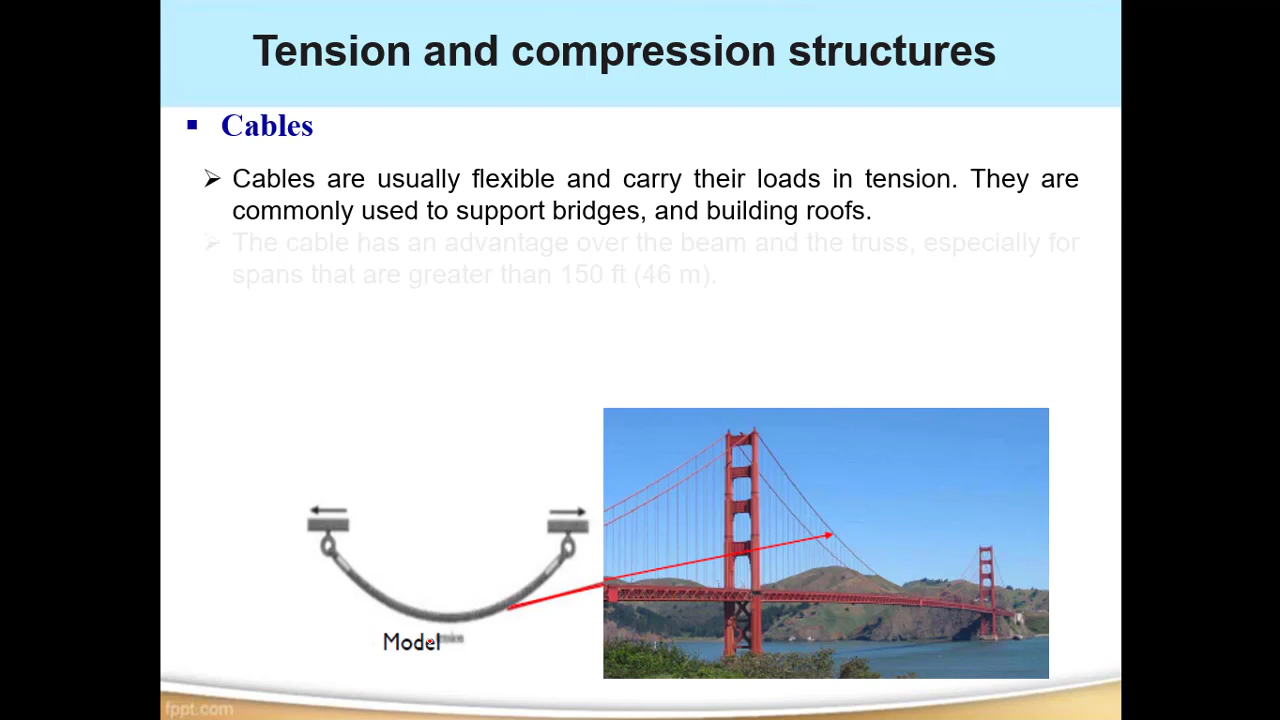 Tension and compression structures
▪ Cables
➢ Cables are usually flexible and carry their loads in tension. They are
commonly used to support bridges, and building roofs.
➢ The cable has an advantage over the beam and the truss, especially for
spans that are greater than 150 ft (46 m).
Model
fppt.com